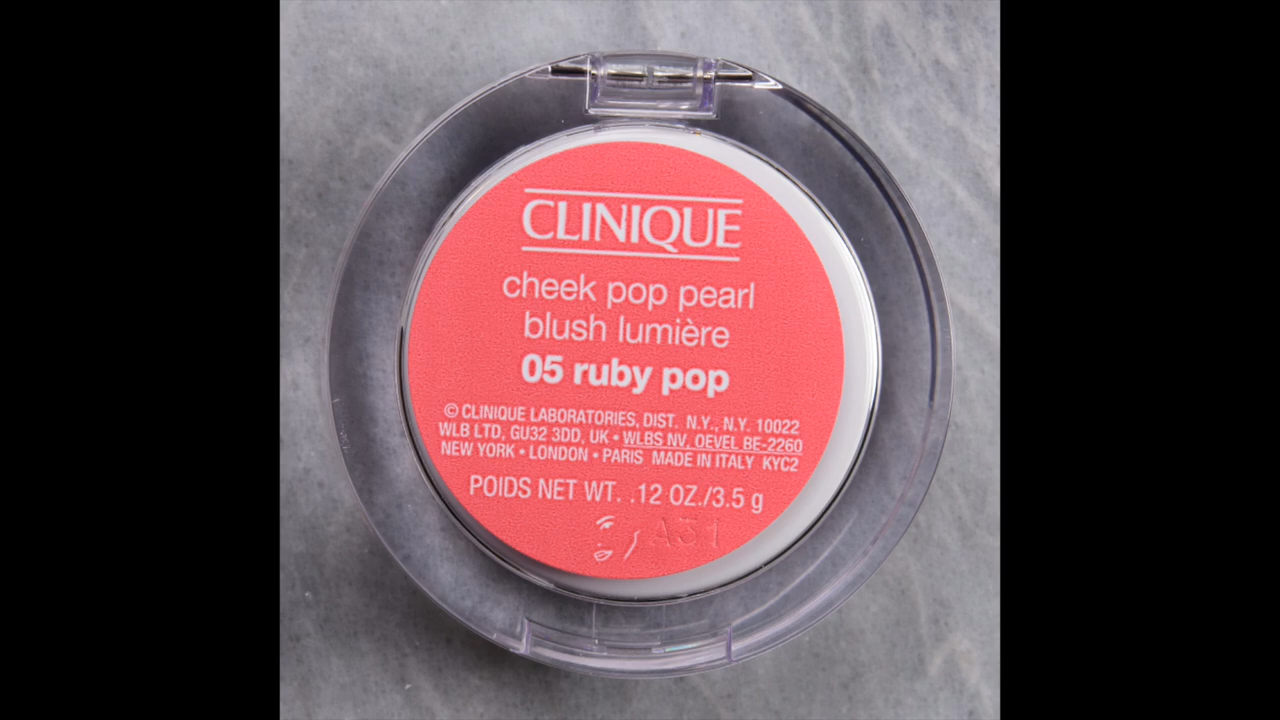 CLINIQUE
cheek pop pearl
blush lumière
05 ruby pop
© CLINIQUE LABORATORIES, DIST. N.Y., N.Y. 10022
WLB LTD, GU32 3DD, UK • WLBS NV, OEVEL BE-2260
NEW YORK • LONDON • PARIS MADE IN ITALY KYC2
POIDS NET WT. .12 OZ./3.5 g
A31